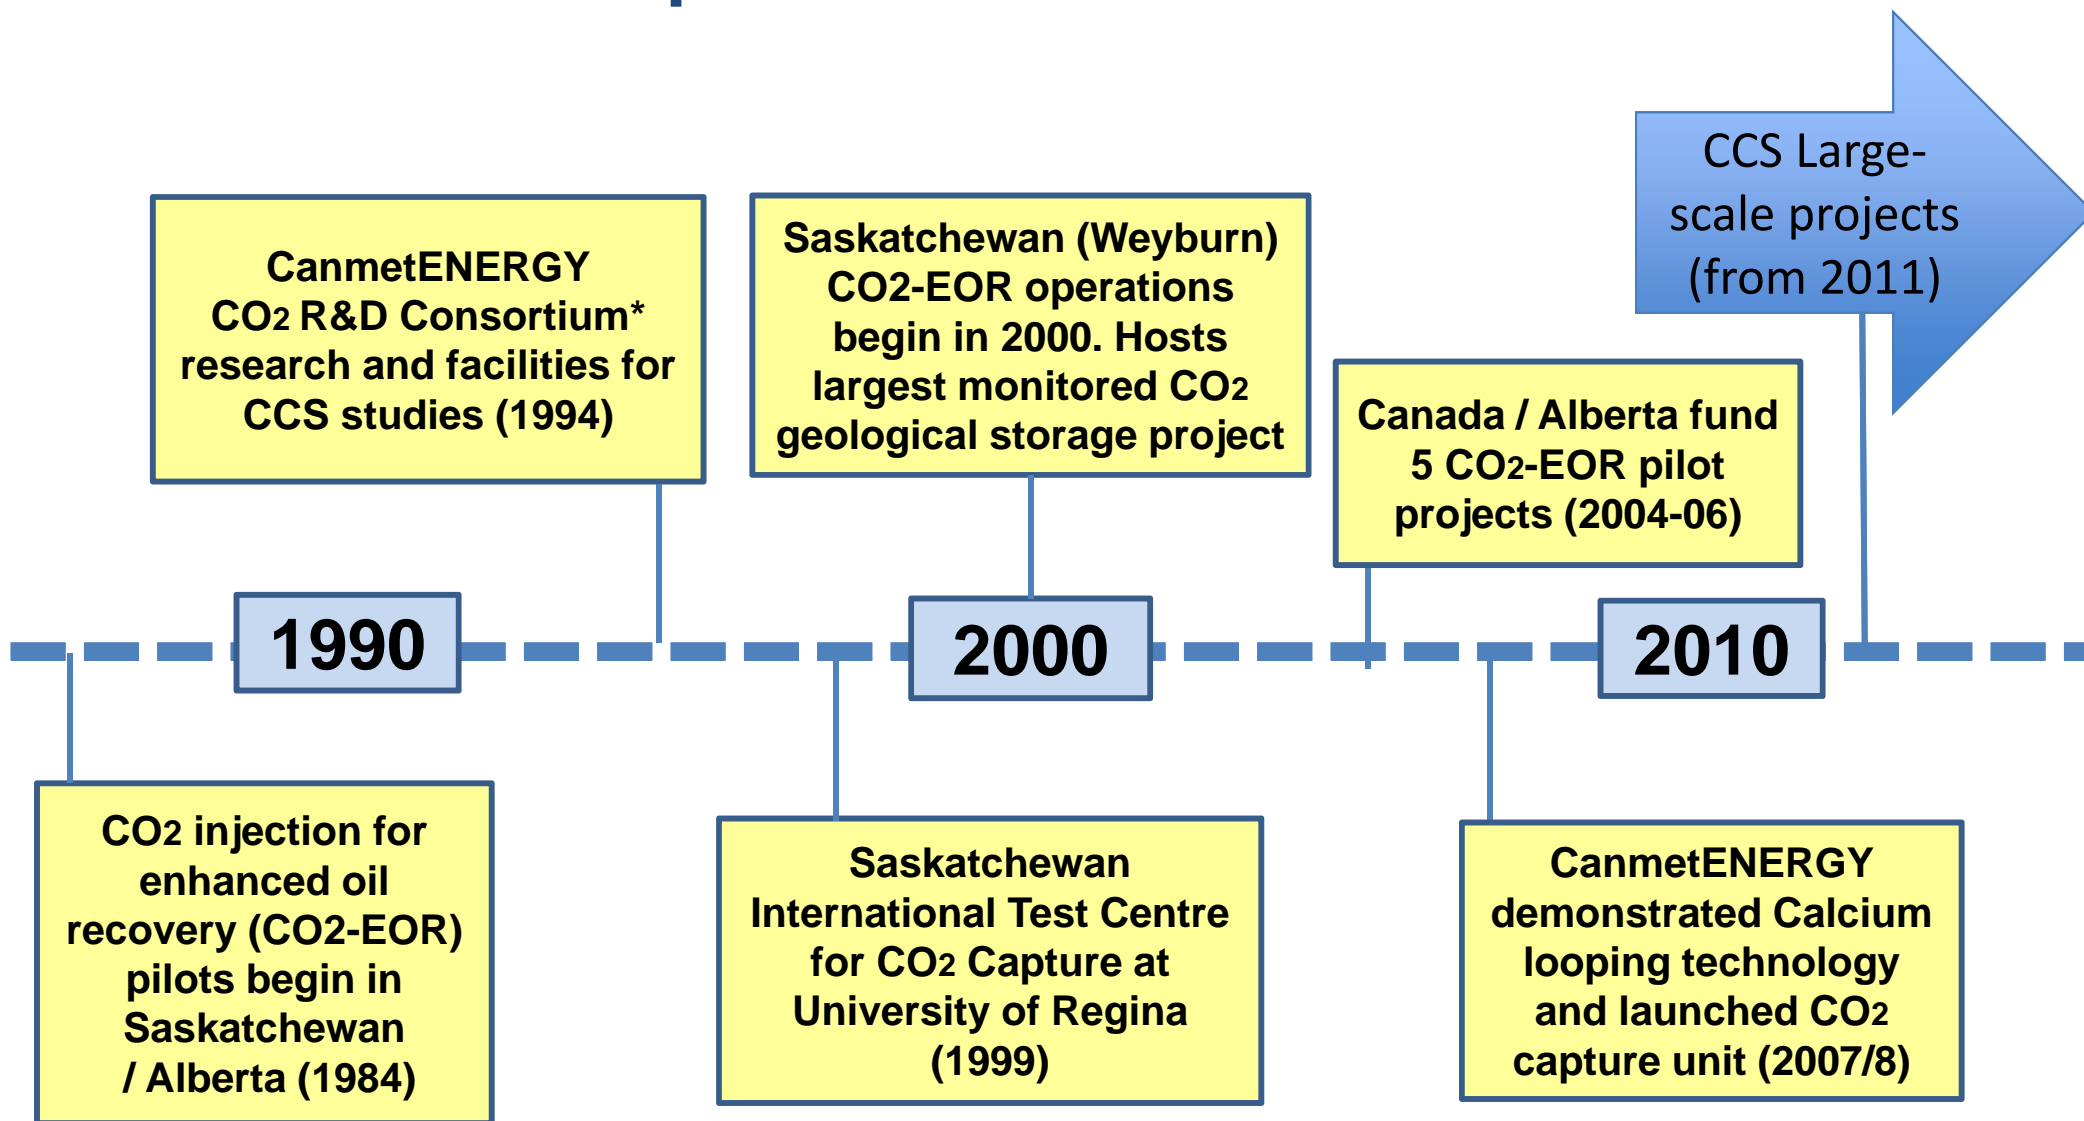 CCS Large-
scale projects
(from 2011)
CanmetENERGY
CO2 R&D Consortium*
research and facilities for
CCS studies (1994)
Saskatchewan (Weyburn)
CO2-EOR operations
begin in 2000. Hosts
largest monitored CO2
geological storage project
Canada / Alberta fund
5 CO2-EOR pilot
projects (2004-06)
1990
2000
2010
CO2 injection for
enhanced oil
recovery (CO2-EOR)
pilots begin in
Saskatchewan
/ Alberta (1984)
Saskatchewan
International Test Centre
for CO2 Capture at
University of Regina
(1999)
CanmetENERGY
demonstrated Calcium
looping technology
and launched CO2
capture unit (2007/8)